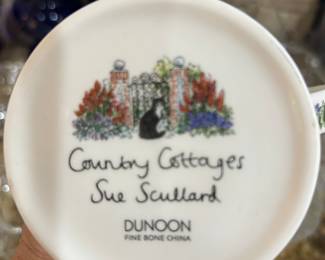 Country Cottages
Sue Scullard
DUNOON
FINE BONE CHINA